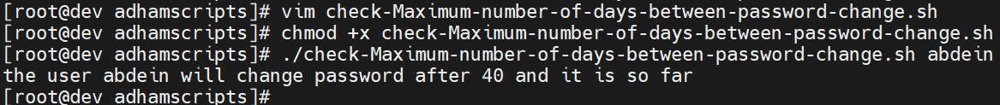 [root@dev adhamscripts]# vim check-Maximum-number-of-days-between-password-change.sh
[root@dev adhamscripts]# chmod +x check-Maximum-number-of-days-between-password-change.sh
[root@dev adhamscripts]# ./check-Maximum-number-of-days-between-password-change.sh abdein
the user abdein will change password after 40 and it is so far
[root@dev adhamscripts]#